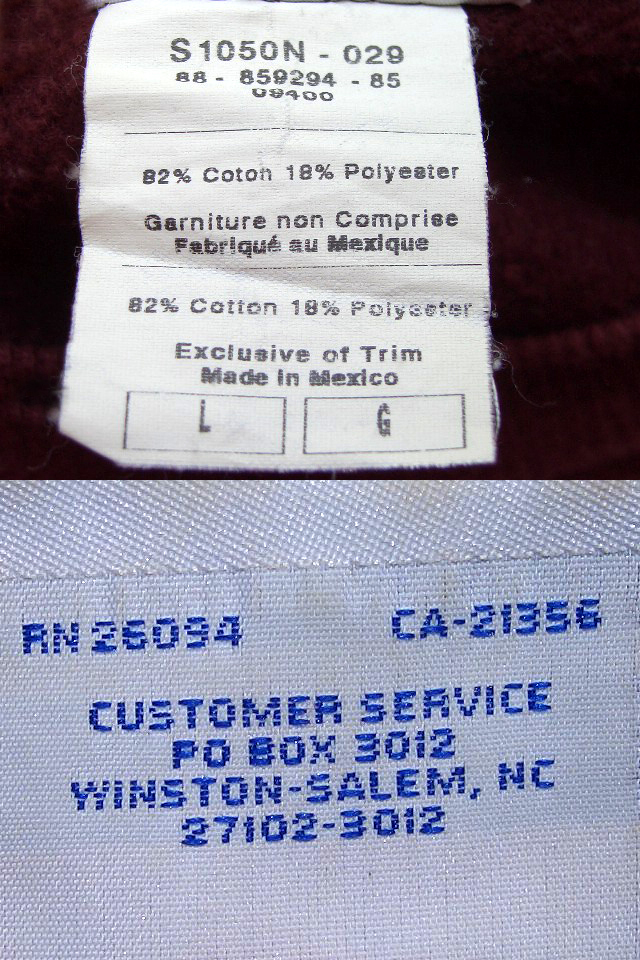 S1050N - 029
88 - 859294 - 85
09400
82% Coton 18% Polyester
Garniture non Comprise
Fabriqué au Mexique
82% Cotton 18% Polyester
Exclusive of Trim
Made in Mexico
L G
RN 26094 CA-21356
CUSTOMER SERVICE
PO BOX 3012
WINSTON-SALEM, NC
27102-3012